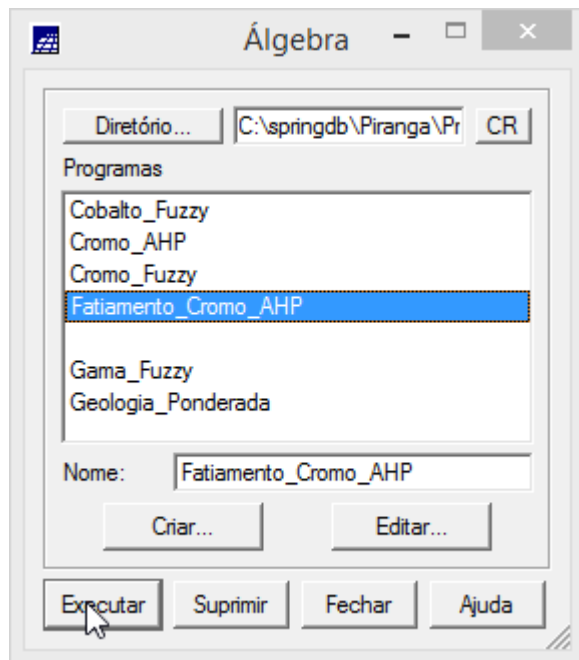 Álgebra
Diretório... C:\springdb\Piranga\Pr CR
Programas
Cobalto_Fuzzy
Cromo_AHP
Cromo_Fuzzy
Fatiamento_Cromo_AHP
Gama_Fuzzy
Geologia_Ponderada
Nome: Fatiamento_Cromo_AHP
Criar... Editar...
Executar Suprimir Fechar Ajuda